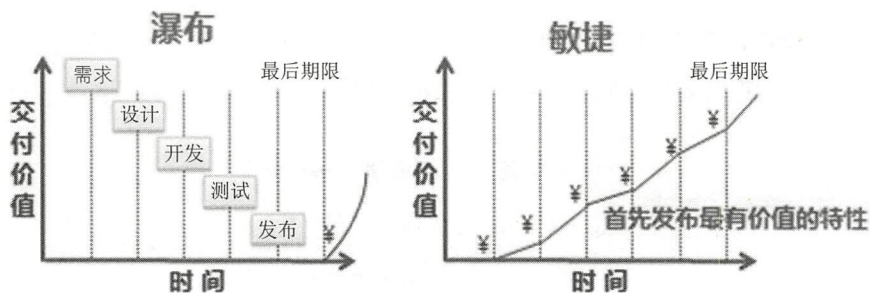 瀑布
需求
最后期限
设计
开发
测试
发布
¥
交付价值
时间
敏捷
最后期限
¥
¥
¥
¥
¥
¥
首先发布最有价值的特性
交付价值
时间